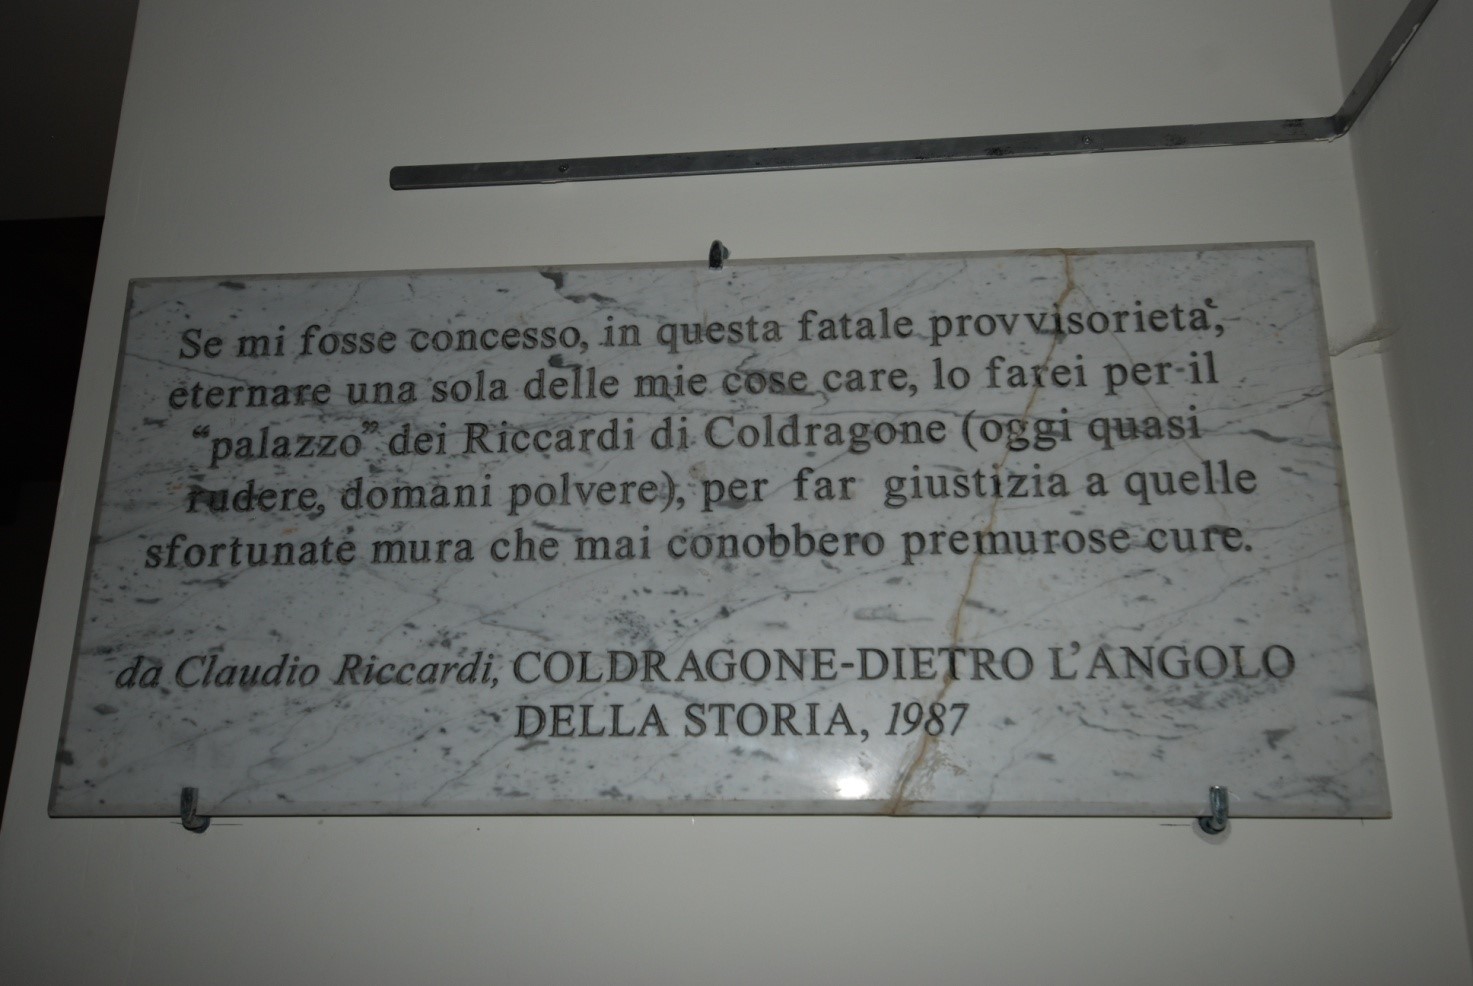 Se mi fosse concesso, in questa fatale provvisorietà,
eternare una sola delle mie cose care, lo farei per il
“palazzo” dei Riccardi di Coldragone (oggi quasi
rudere, domani polvere), per far giustizia a quelle
sfortunate mura che mai conobbero premurose cure.
da Claudio Riccardi, COLDRAGONE-DIETRO L’ANGOLO
DELLA STORIA, 1987